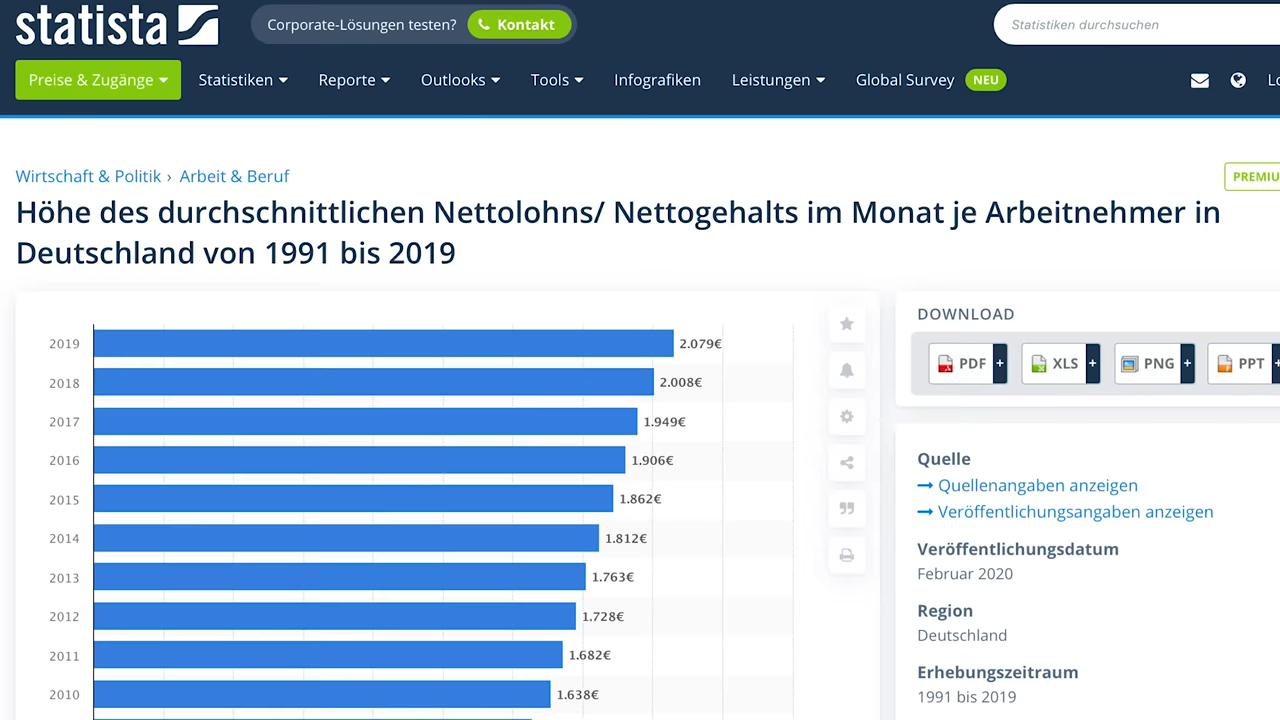 statista
Corporate-Lösungen testen?
Kontakt
Statistiken durchsuchen
Preise & Zugänge
Statistiken
Reporte
Outlooks
Tools
Infografiken
Leistungen
Global Survey
NEU
Wirtschaft & Politik › Arbeit & Beruf
Höhe des durchschnittlichen Nettolohns/ Nettogehalts im Monat je Arbeitnehmer in
Deutschland von 1991 bis 2019
2019 2.079€
2018 2.008€
2017 1.949€
2016 1.906€
2015 1.862€
2014 1.812€
2013 1.763€
2012 1.728€
2011 1.682€
2010 1.638€
DOWNLOAD
PDF +
XLS +
PNG +
PPT +
Quelle
Quellenangaben anzeigen
Veröffentlichungsangaben anzeigen
Veröffentlichungsdatum
Februar 2020
Region
Deutschland
Erhebungszeitraum
1991 bis 2019